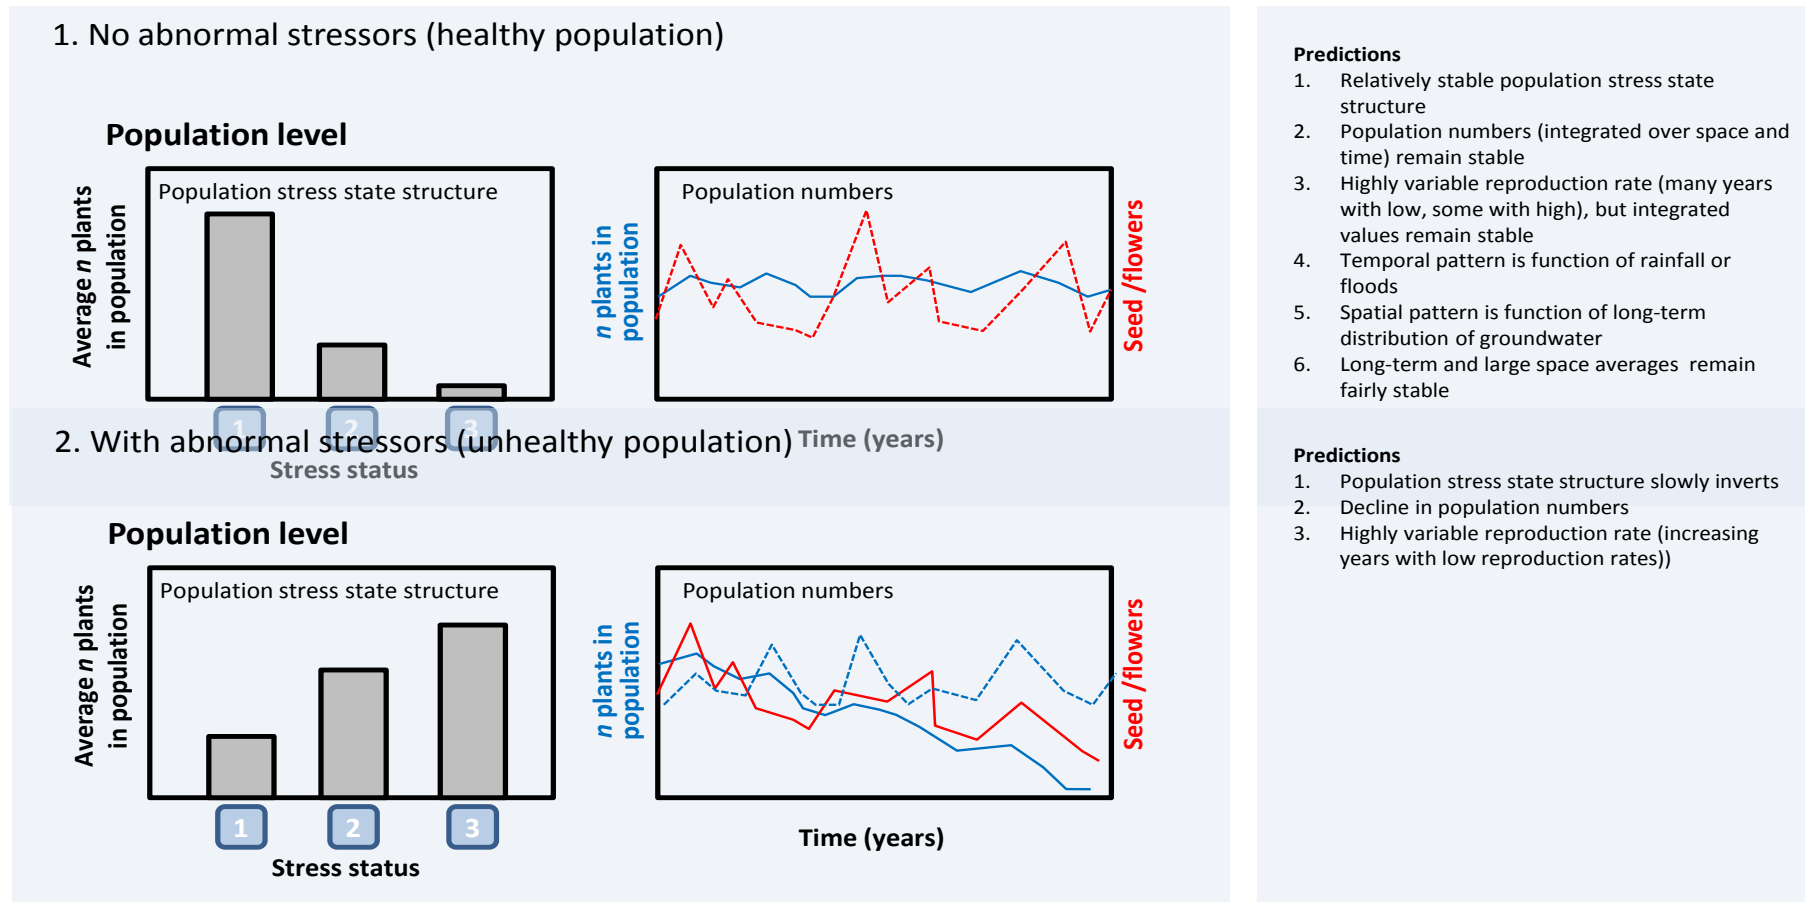 1. No abnormal stressors (healthy population)
Population level
Average n plants
in population
Population stress state structure
1
2
3
Stress status
n plants in
population
Population numbers
Seed /flowers
Time (years)
Predictions
1. Relatively stable population stress state
structure
2. Population numbers (integrated over space and
time) remain stable
3. Highly variable reproduction rate (many years
with low, some with high), but integrated
values remain stable
4. Temporal pattern is function of rainfall or
floods
5. Spatial pattern is function of long-term
distribution of groundwater
6. Long-term and large space averages remain
fairly stable
2. With abnormal stressors (unhealthy population)
Population level
Average n plants
in population
Population stress state structure
1
2
3
Stress status
n plants in
population
Population numbers
Seed /flowers
Time (years)
Predictions
1. Population stress state structure slowly inverts
2. Decline in population numbers
3. Highly variable reproduction rate (increasing
years with low reproduction rates))